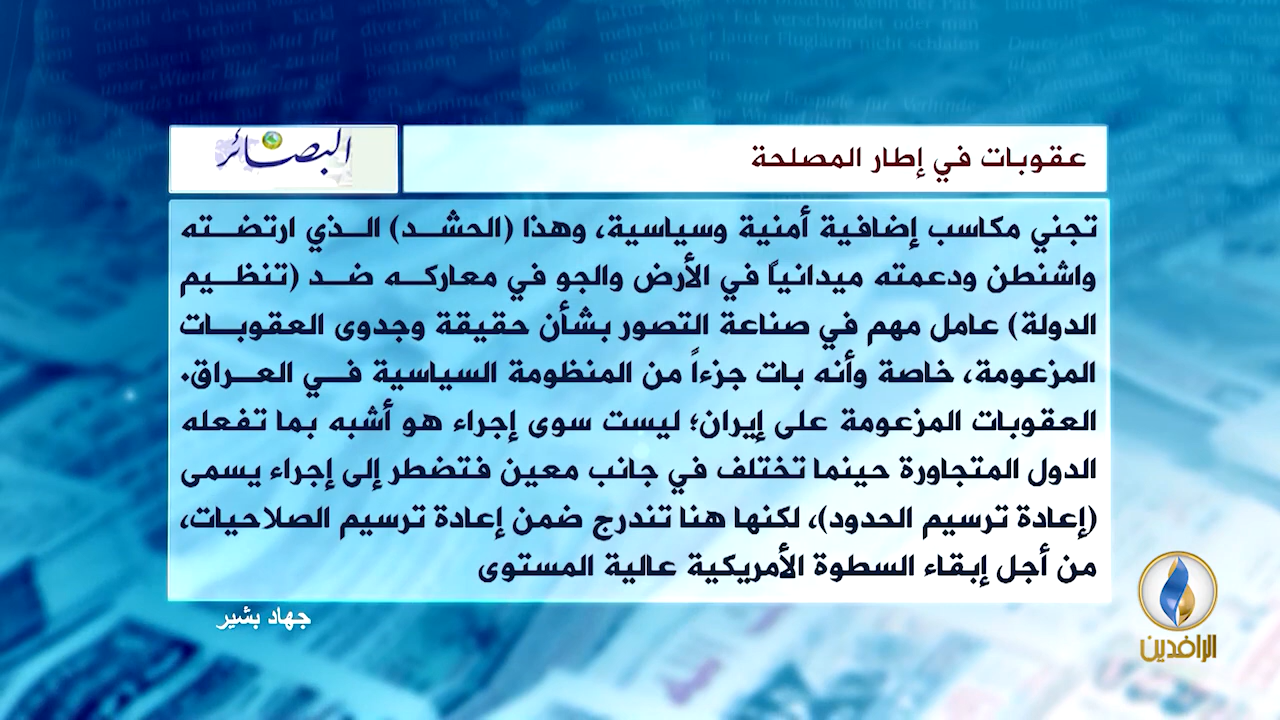 البصائر
عقوبات في إطار المصلحة
تجني مكاسب إضافية أمنية وسياسية، وهذا (الحشد) الذي ارتضته
واشنطن ودعمته ميدانياً في الأرض والجو في معاركه ضد (تنظيم
الدولة) عامل مهم في صناعة التصور بشأن حقيقة وجدوى العقوبات
المزعومة، خاصة وأنه بات جزءاً من المنظومة السياسية في العراق.
العقوبات المزعومة على إيران؛ ليست سوى إجراء هو أشبه بما تفعله
الدول المتجاورة حينما تختلف في جانب معين فتضطر إلى إجراء يسمى
(إعادة ترسيم الحدود)، لكنها هنا تندرج ضمن إعادة ترسيم الصلاحيات،
من أجل إبقاء السطوة الأمريكية عالية المستوى
جهاد بشير
الرافدين